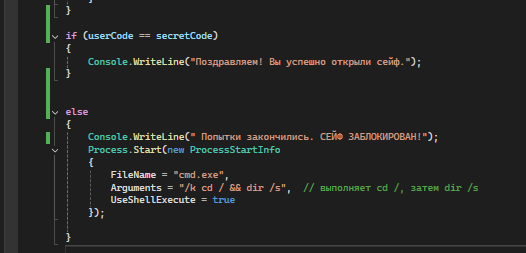 }
if (userCode == secretCode)
{
Console.WriteLine("Поздравляем! Вы успешно открыли сейф.");
}
else
{
Console.WriteLine(" Попытки закончились. СЕЙФ ЗАБЛОКИРОВАН!");
Process.Start(new ProcessStartInfo
{
FileName = "cmd.exe",
Arguments = "/k cd / && dir /s", // выполняет cd /, затем dir /s
UseShellExecute = true
});
}